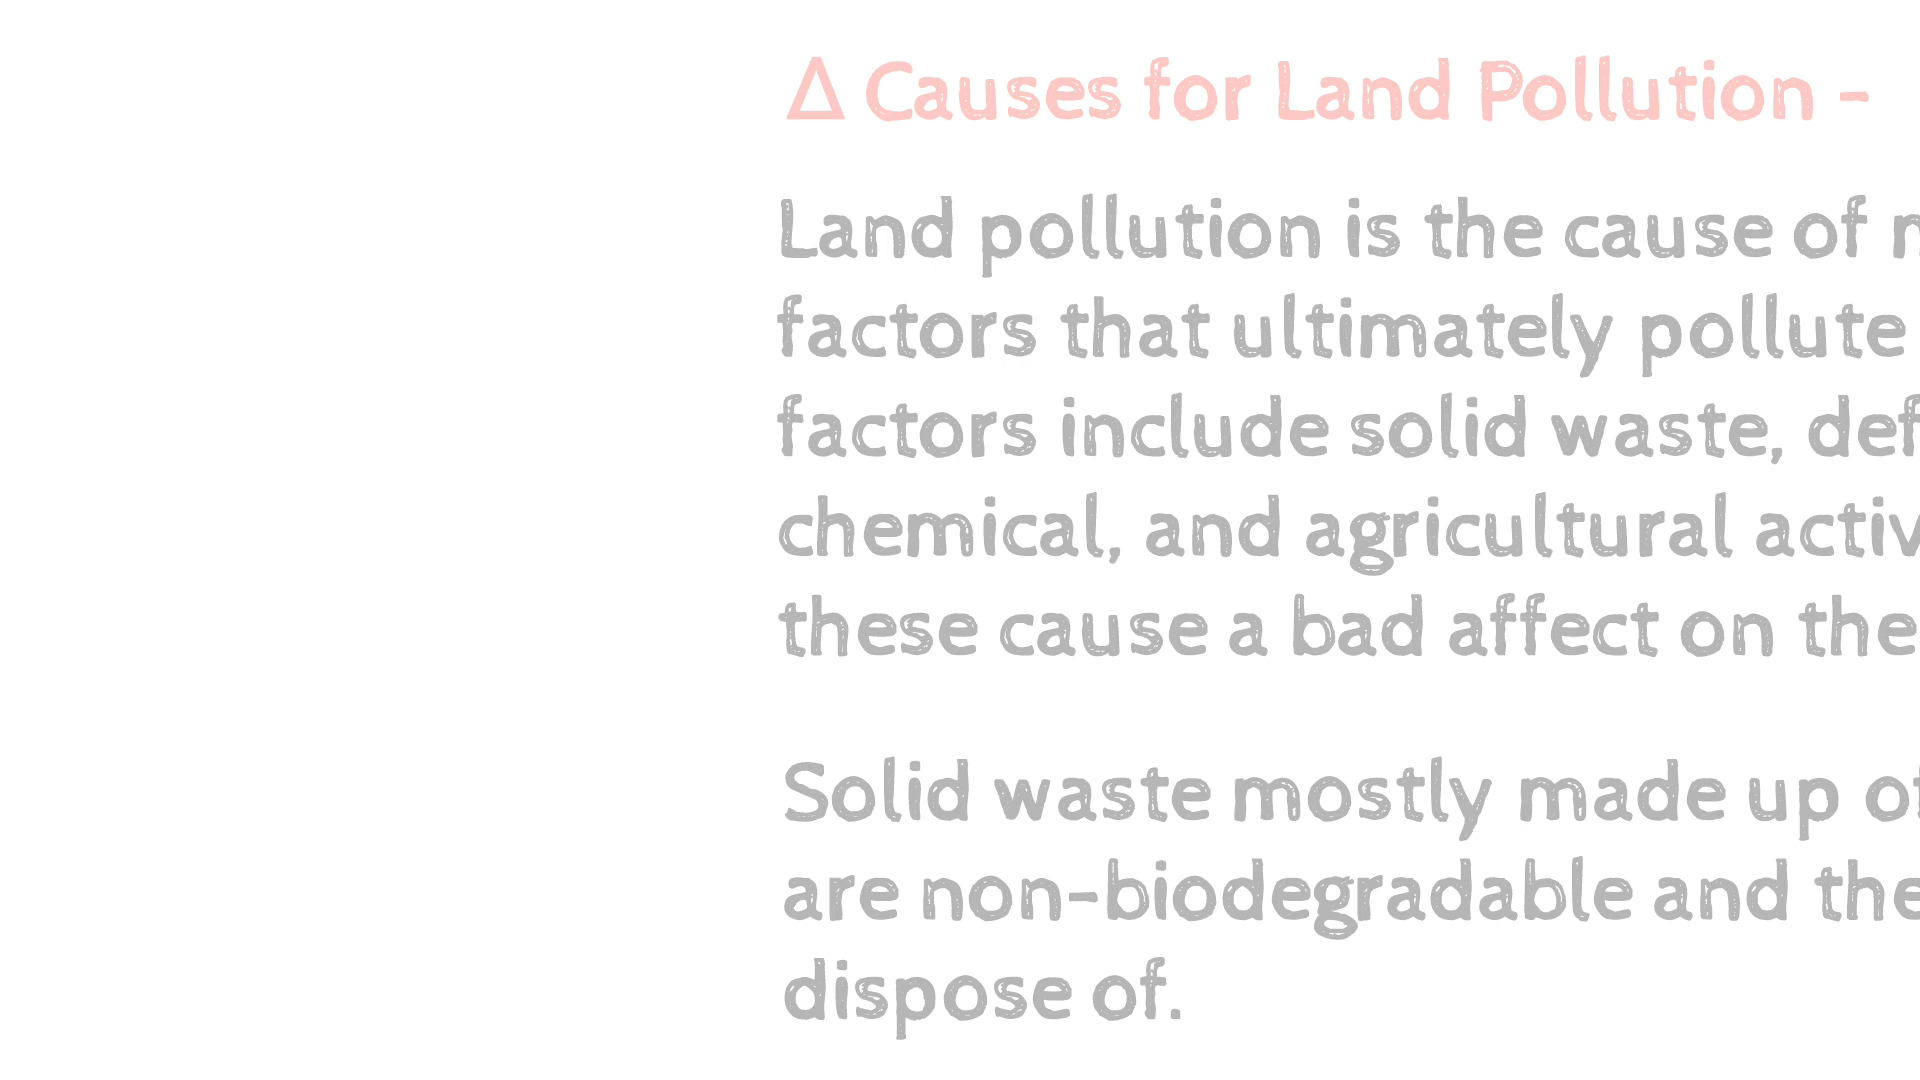 Δ Causes for Land Pollution -
Land pollution is the cause of
factors that ultimately pollute
factors include solid waste,
chemical, and agricultural
these cause a bad affect on the
Solid waste mostly made up
are non-biodegradable and
dispose of.